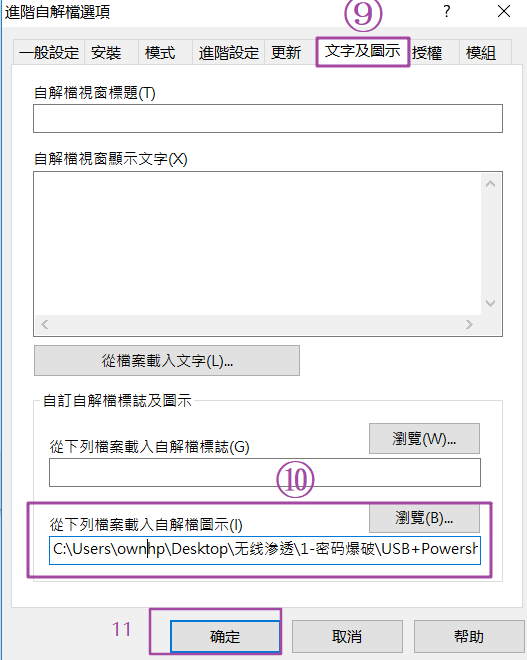 進階自解檔選項
⑨
?
一般設定 安裝 模式 進階設定 更新 文字及圖示 授權 模組
自解檔視窗標題(T)
自解檔視窗顯示文字(X)
從檔案載入文字(L)...
自訂自解檔標誌及圖示
瀏覽(W)...
從下列檔案載入自解檔標誌(G)
⑩
瀏覽(B)...
從下列檔案載入自解檔圖示(I)
C:\Users\ownhp\Desktop\无线滲透\1-密码爆破\USB+Powersh
11
确定 取消 帮助